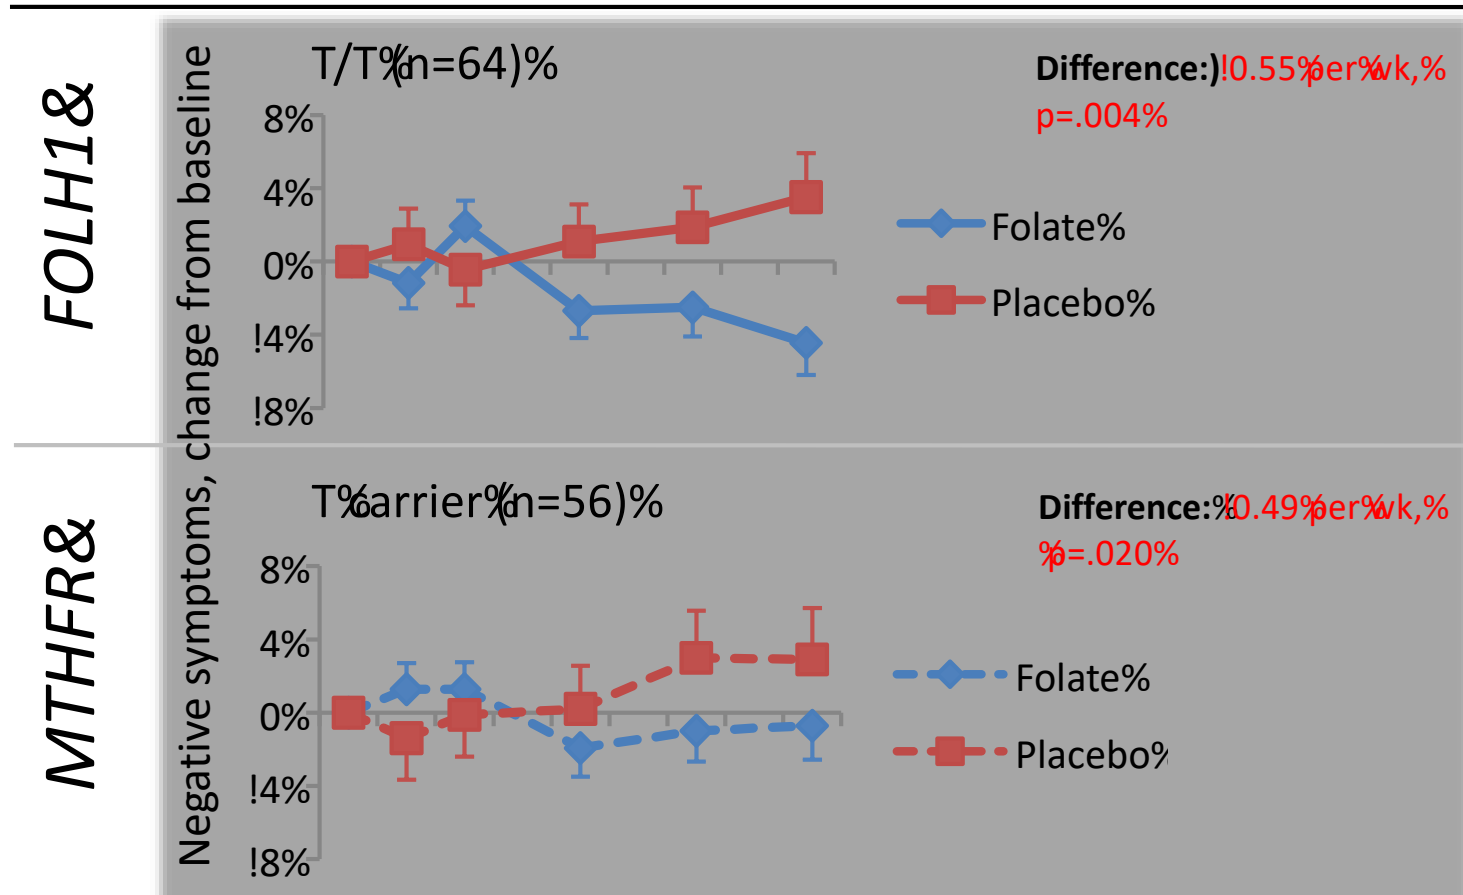 FOLH1&
Negative symptoms, change from baseline
T/T% (n=64)%
Difference:) !0.55% per% wk,%
p=.004%
8%
4%
0%
!4%
!8%
Folate%
Placebo%
MTHFR&
T% carrier% (n=56)%
Difference:% !0.49% per% wk,%
% p=.020%
8%
4%
0%
!4%
!8%
Folate%
Placebo%